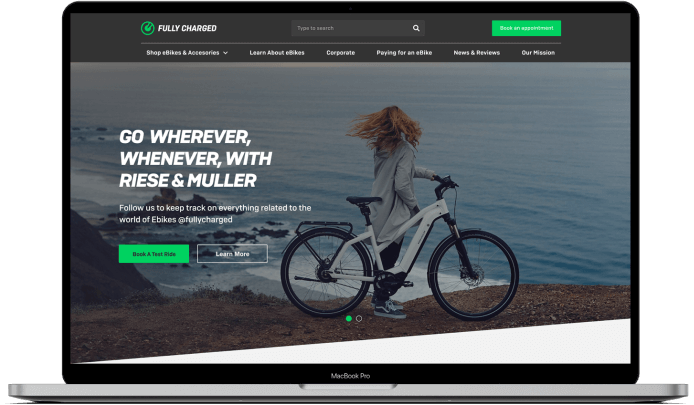 FULLY CHARGED
Type to search
Book an appointment
Shop eBikes & Accesories
Learn About eBikes
Corporate
Paying for an eBike
News & Reviews
Our Mission
GO WHEREVER,
WHENEVER, WITH
RIESE & MULLER
Follow us to keep track on everything related to the
world of Ebikes @fullycharged
Book A Test Ride
Learn More
MacBook Pro